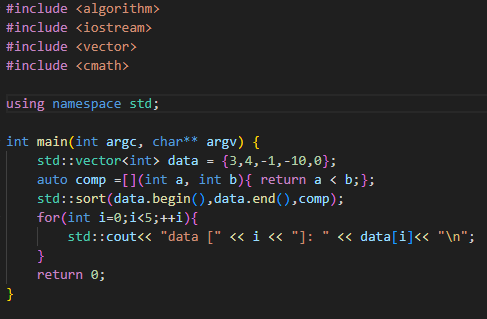 #include <algorithm>
#include <iostream>
#include <vector>
#include <cmath>

using namespace std;

int main(int argc, char** argv) {
    std::vector<int> data = {3,4,-1,-10,0};
    auto comp =[](int a, int b){ return a < b;};
    std::sort(data.begin(),data.end(),comp);
    for(int i=0;i<5;++i){
        std::cout<< "data [" << i << "]: " << data[i]<< "\n";
    }
    return 0;
}